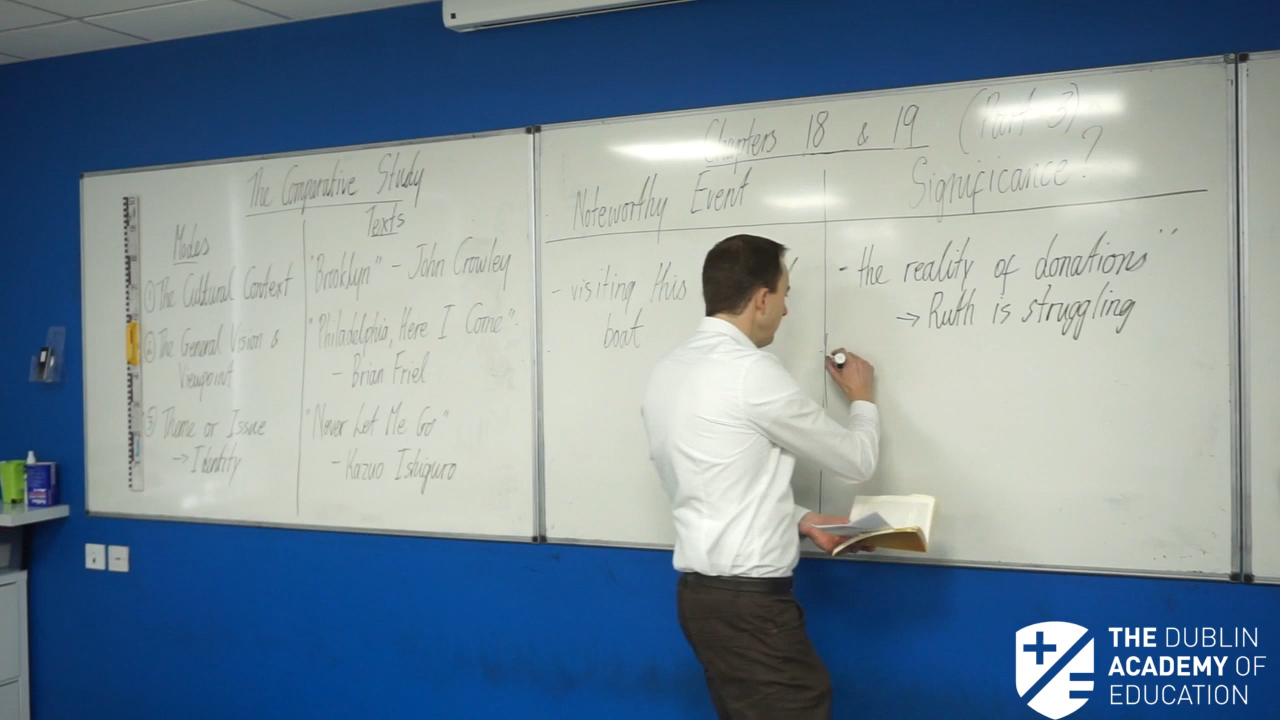 The Comparative Study
Modes
① The Cultural Context
② The General Vision &
Viewpoint
③ Theme or Issue
→ Identity
Texts
"Brooklyn" - John Crowley
"Philadelphia, Here I Come"
- Brian Friel
"Never Let Me Go"
- Kazuo Ishiguro
Chapters 18 & 19 (Part 3)
Noteworthy Event
- visiting this
boat
Significance?
- the reality of donations
→ Ruth is struggling
THE DUBLIN
ACADEMY OF
EDUCATION